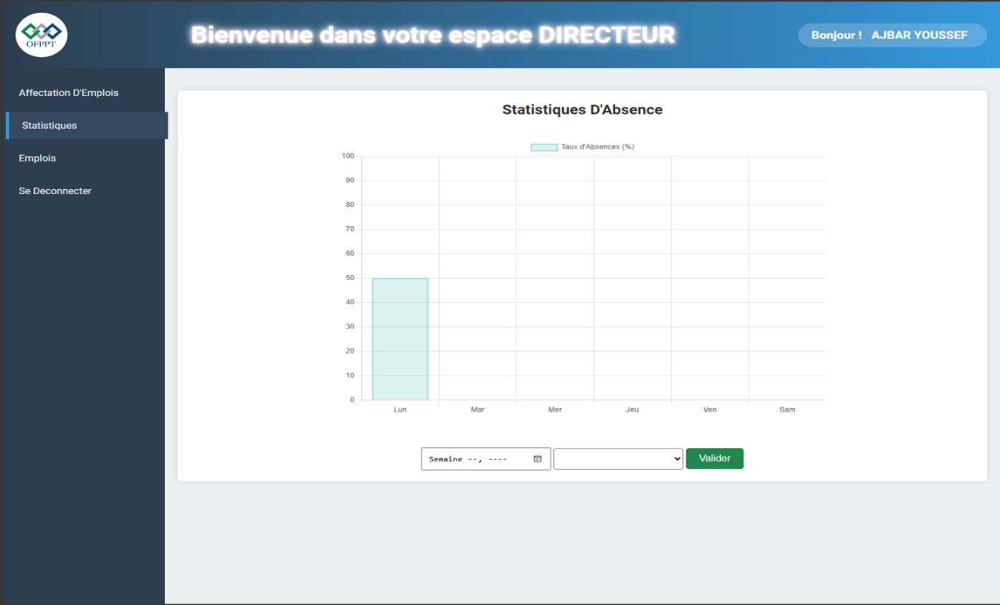 OFPPT
Bienvenue dans votre espace DIRECTEUR
Bonjour ! AJBAR YOUSSEF
Affectation D'Emplois
Statistiques
Emplois
Se Deconnecter
Statistiques D'Absence
Taux d'Absences (%)
100
90
80
70
60
50
40
30
20
10
0
Lun Mar Mer Jeu Ven Sam
Semaine --, ----
Valider